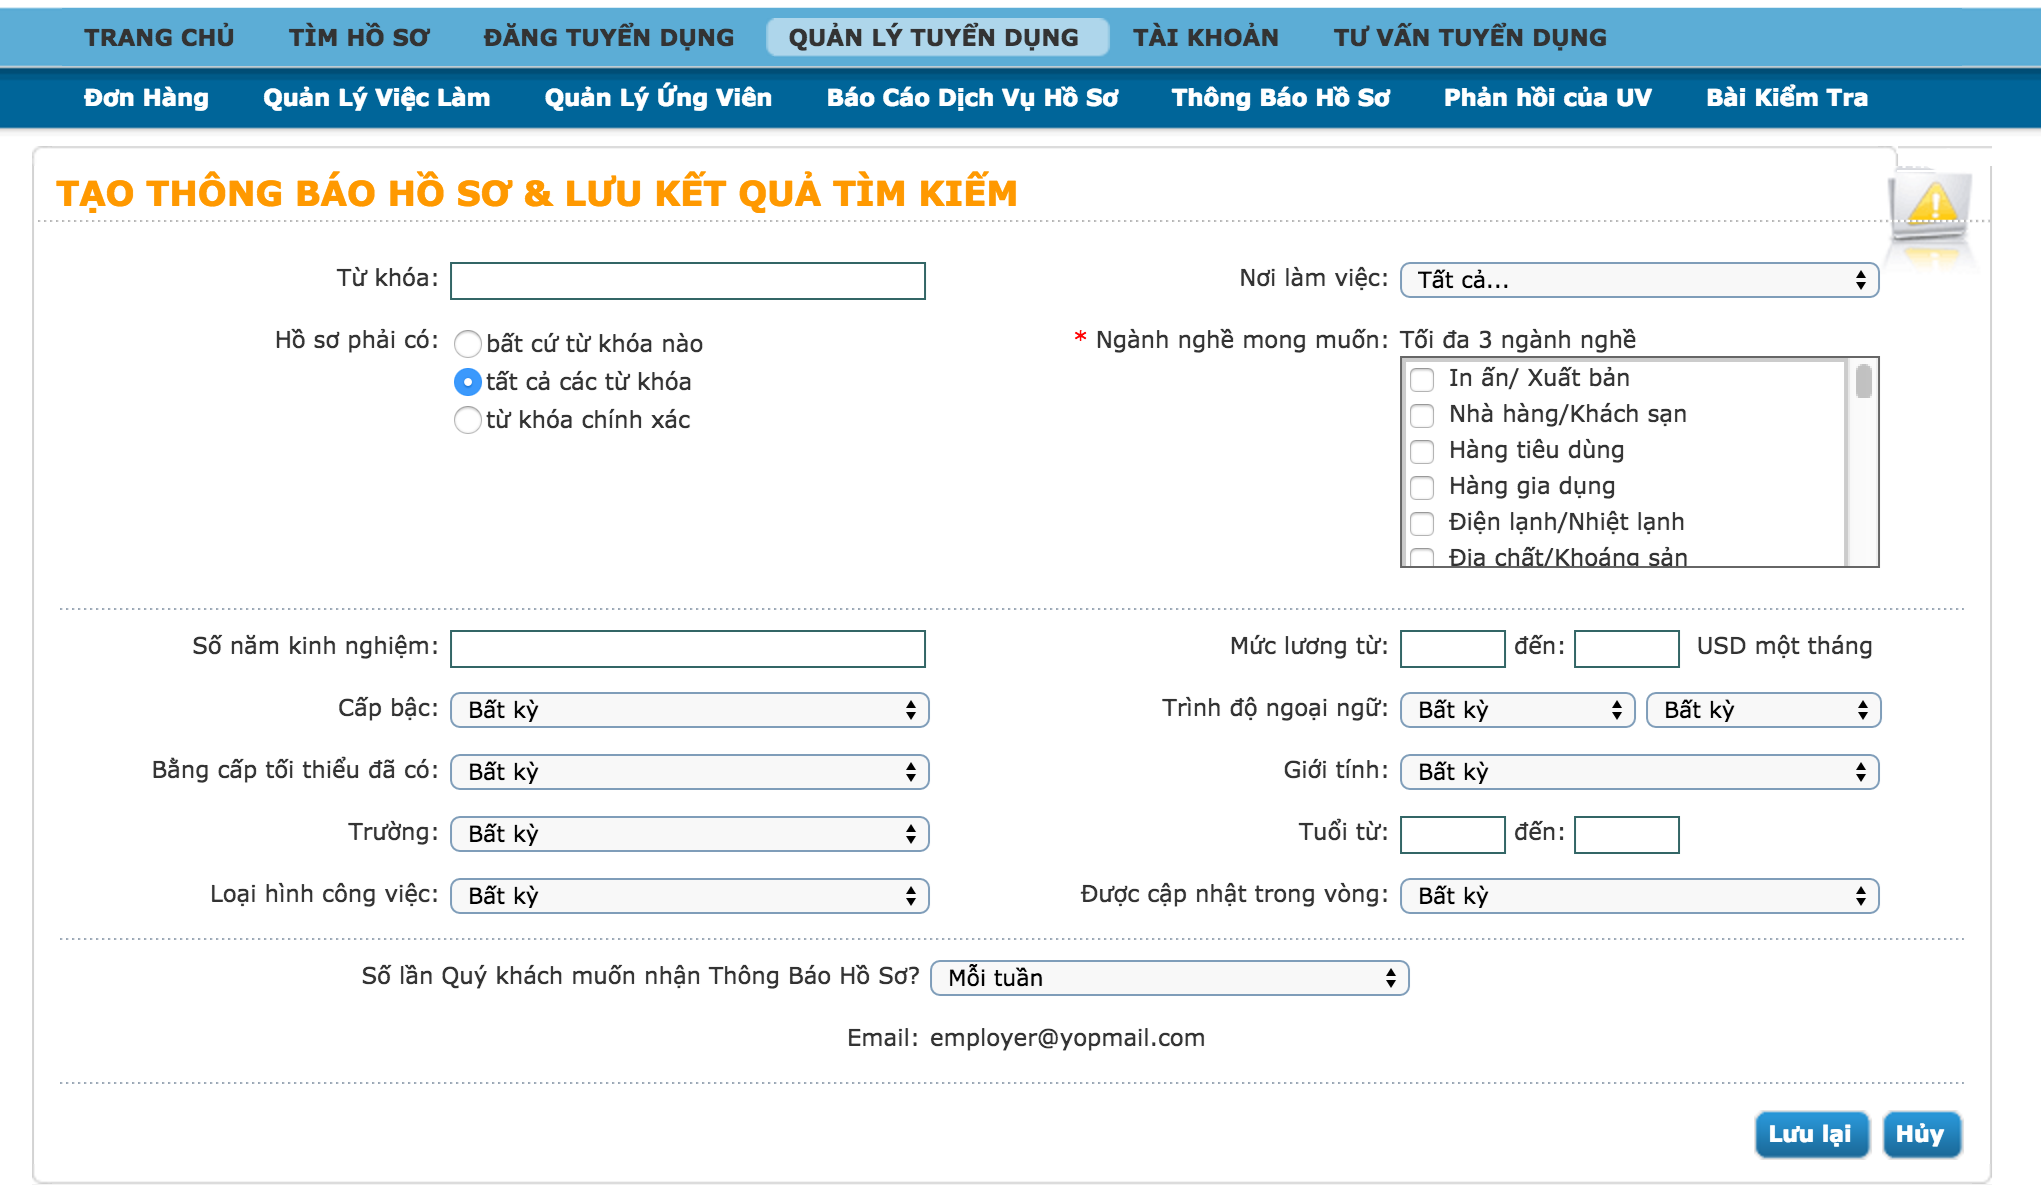 TRANG CHỦ TÌM HỒ SƠ ĐĂNG TUYỂN DỤNG QUẢN LÝ TUYỂN DỤNG TÀI KHOẢN TƯ VẤN TUYỂN DỤNG
Đơn Hàng Quản Lý Việc Làm Quản Lý Ứng Viên Báo Cáo Dịch Vụ Hồ Sơ Thông Báo Hồ Sơ Phản hồi của UV Bài Kiểm Tra
TẠO THÔNG BÁO HỒ SƠ & LƯU KẾT QUẢ TÌM KIẾM
Từ khóa:
Nơi làm việc: Tất cả...
Hồ sơ phải có: bất cứ từ khóa nào
tất cả các từ khóa
từ khóa chính xác
* Ngành nghề mong muốn: Tối đa 3 ngành nghề
In ấn/ Xuất bản
Nhà hàng/Khách sạn
Hàng tiêu dùng
Hàng gia dụng
Điện lạnh/Nhiệt lạnh
Địa chất/Khoáng sản
Số năm kinh nghiệm:
Mức lương từ: đến: USD một tháng
Cấp bậc: Bất kỳ
Trình độ ngoại ngữ: Bất kỳ Bất kỳ
Bằng cấp tối thiểu đã có: Bất kỳ
Giới tính: Bất kỳ
Trường: Bất kỳ
Tuổi từ: đến:
Loại hình công việc: Bất kỳ
Được cập nhật trong vòng: Bất kỳ
Số lần Quý khách muốn nhận Thông Báo Hồ Sơ? Mỗi tuần
Email: employer@yopmail.com
Lưu lại Hủy